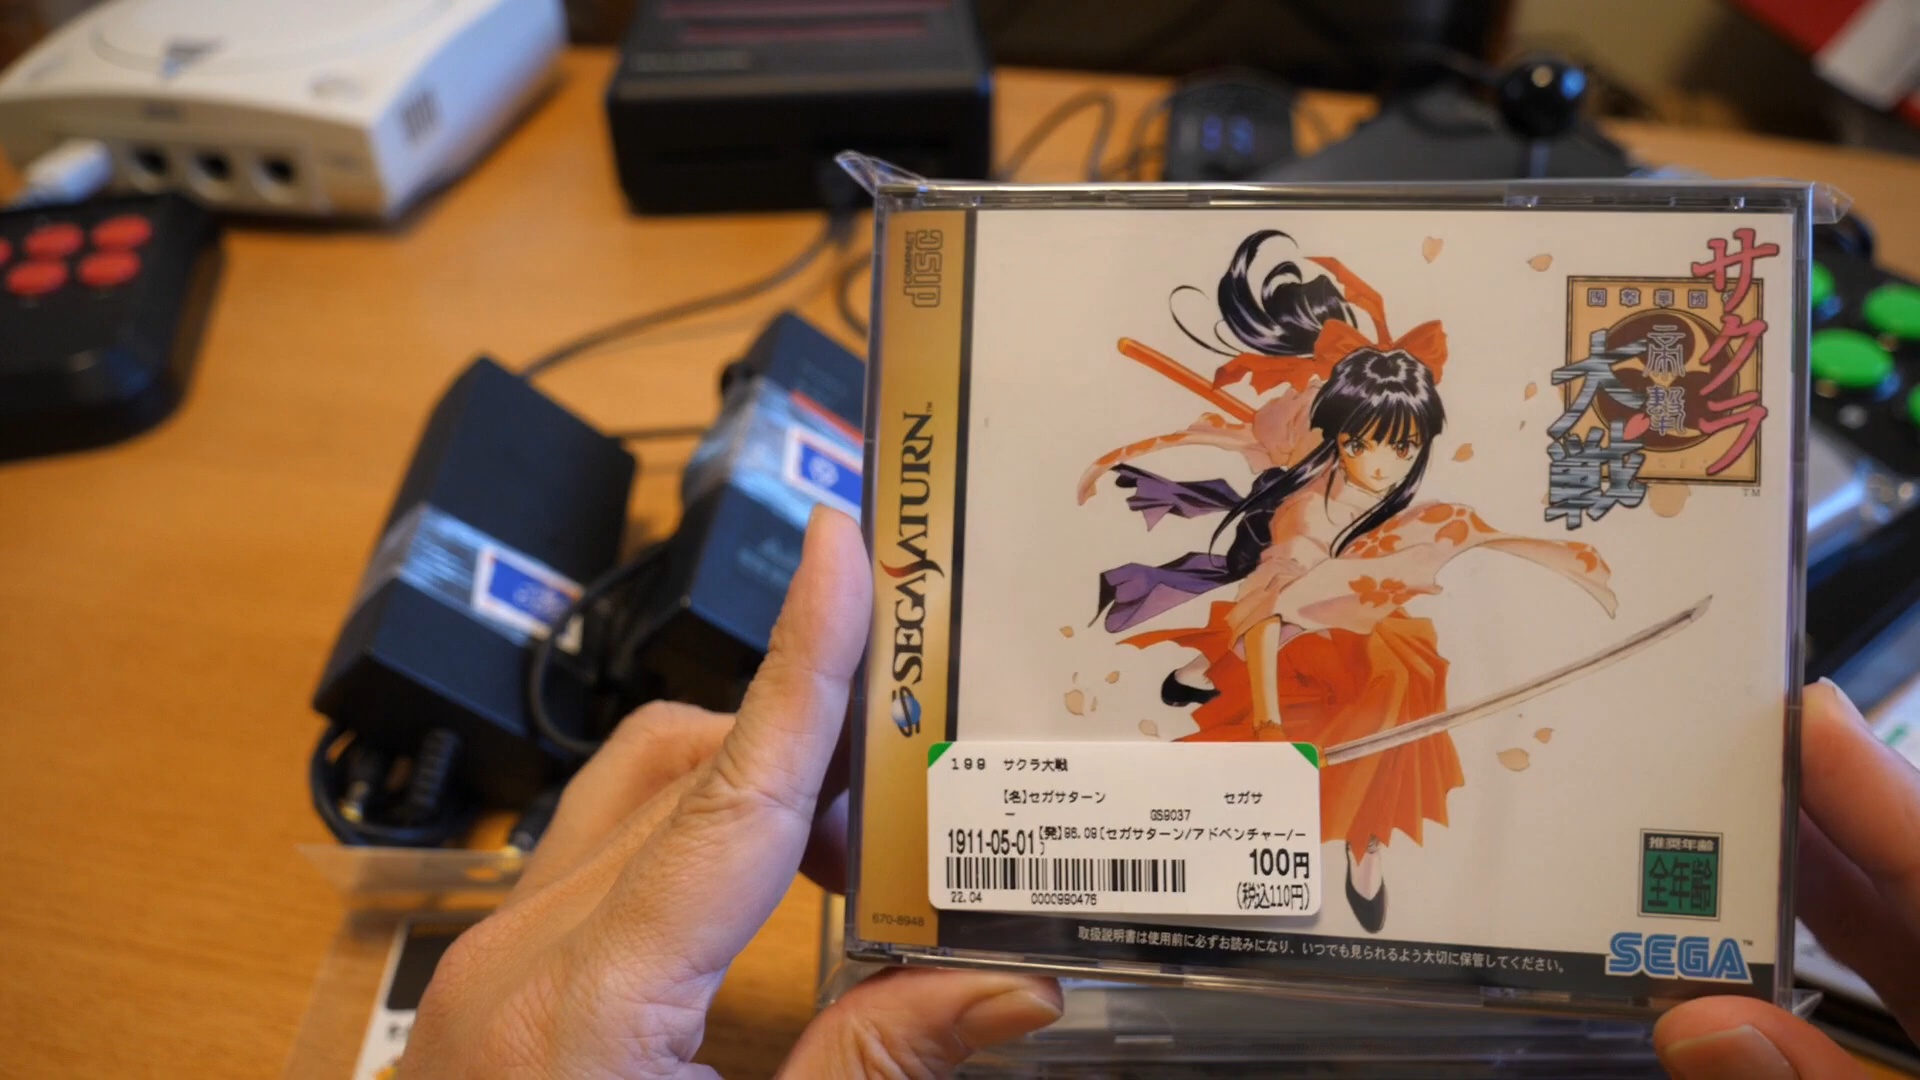 COMPACT disc
SEGA SATURN™
670-8948
サクラ
大戦
帝國華撃團
帝撃
TM
199 サクラ大戦
【名】セガサターン セガサ
ー GS9037
1911-05-01 【発】96.09〔セガサターン/アドベンチャー/ー
〕
100円
(税込110円)
22.04 0000990476
推奨年齢
全年齢
取扱説明書は使用前に必ずお読みになり、いつでも見られるよう大切に保管してください。
SEGA™